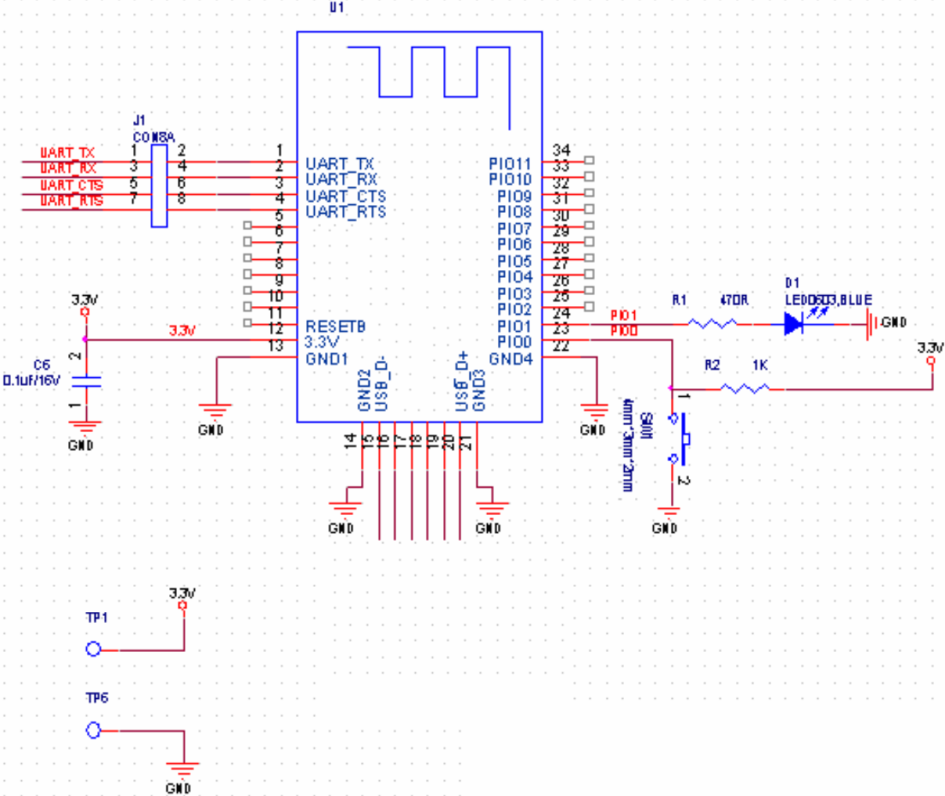 U1
J1
CON8A
UART_TX 1 2 1 UART_TX
UART_RX 3 4 2 UART_RX
UART_CTS 5 6 3 UART_CTS
UART_RTS 7 8 4 UART_RTS
5
6
7
8
9
10
11
12 RESETB
13 3.3V
GND1
34
PIO11 33
PIO10 32
PIO9 31
PIO8 30
PIO7 29
PIO6 28
PIO5 27
PIO4 26
PIO3 25
PIO2 24
PIO1 23
PIO0 22
GND4
PIO1
PIO0
R1 470R
D1
LED0603,BLUE
GND
3.3V
R2 1K
3.3V
3.3V
C6
0.1uF/16V
2
1
GND
GND
GND2
USB_D-
USB_D+
GND3
14
15
16
17
18
19
20
21
GND
GND
GND
1
4mm*3mm*2mm
2
GND
3.3V
TP1
TP6
GND